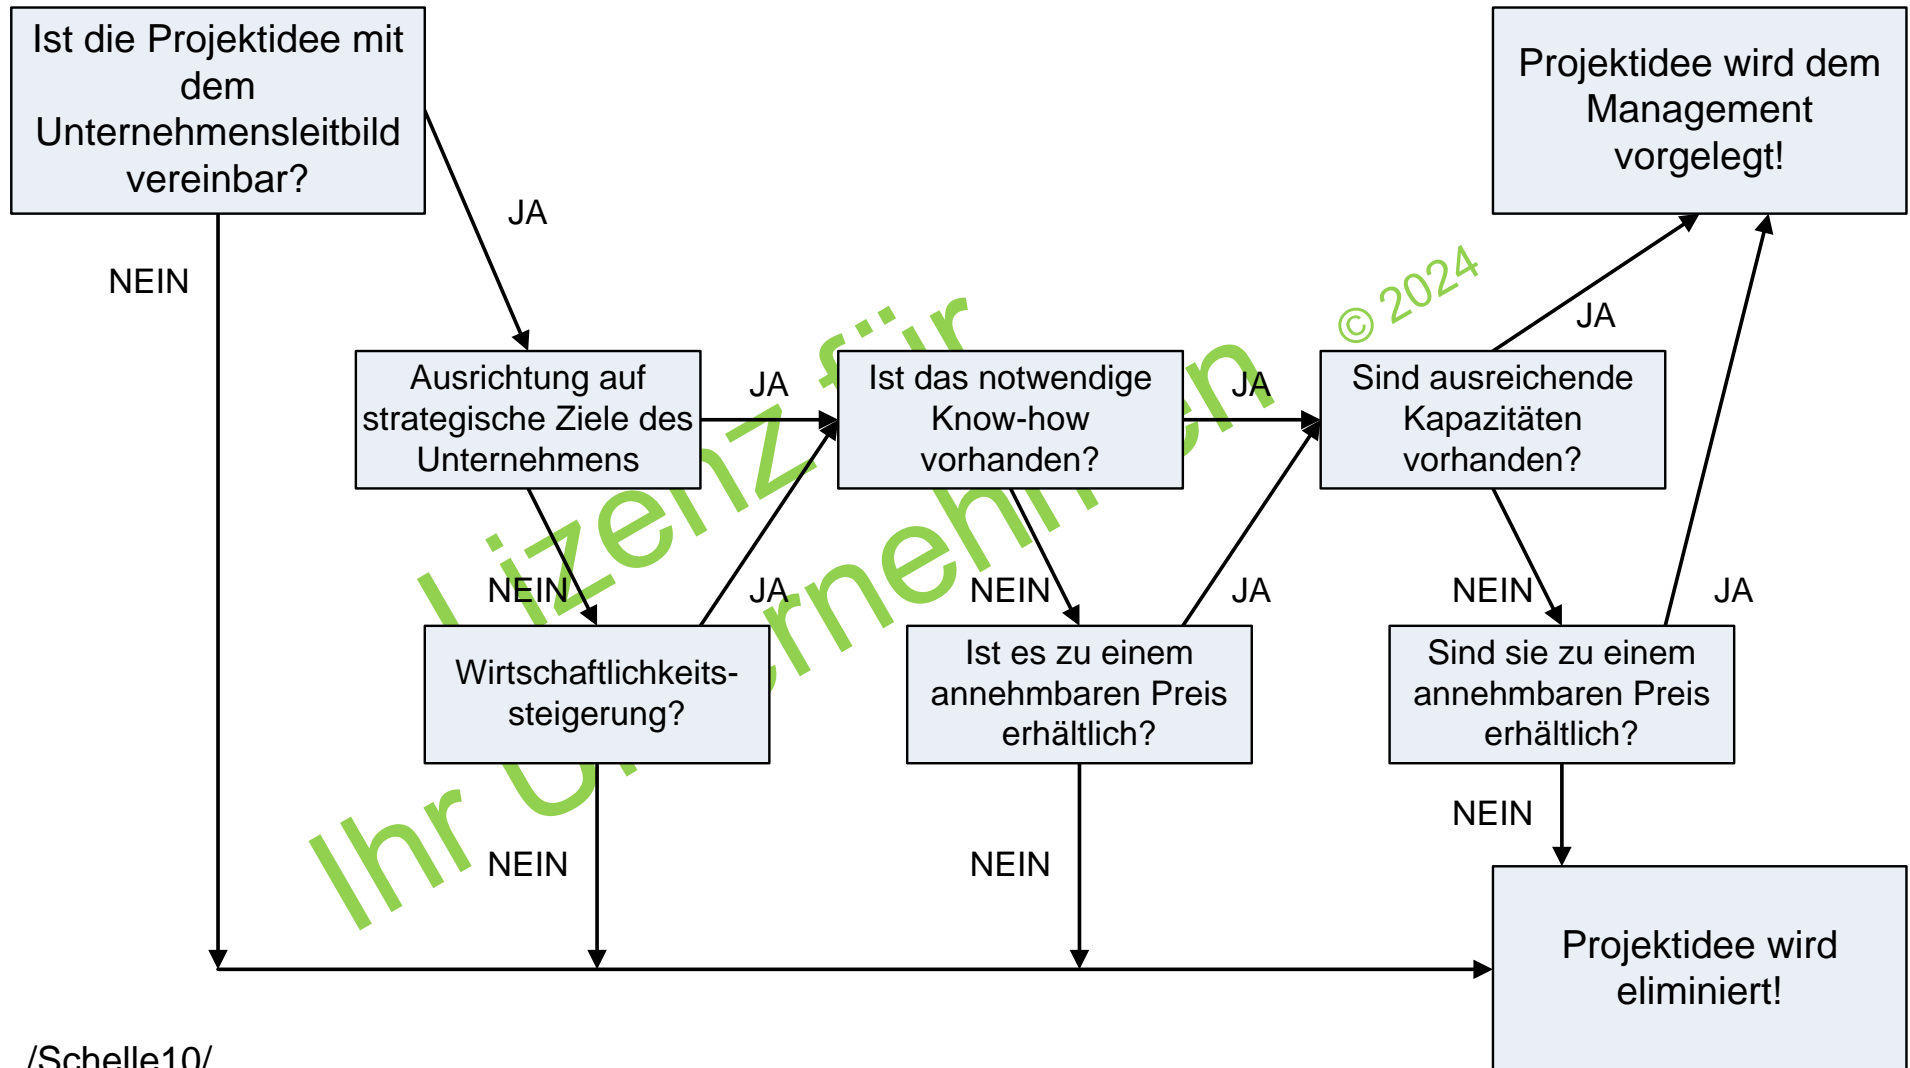 Ist die Projektidee mit
dem
Unternehmensleitbild
vereinbar?
Projektidee wird dem
Management
vorgelegt!
JA
NEIN
© 2024
JA
Ausrichtung auf
strategische Ziele des
Unternehmens
JA
Ist das notwendige
Know-how
vorhanden?
JA
Sind ausreichende
Kapazitäten
vorhanden?
Lizenz für
Ihr Unternehmen
NEIN
JA
NEIN
JA
NEIN
JA
Wirtschaftlichkeits-
steigerung?
Ist es zu einem
annehmbaren Preis
erhältlich?
Sind sie zu einem
annehmbaren Preis
erhältlich?
NEIN
NEIN
NEIN
Projektidee wird
eliminiert!
/Schelle10/